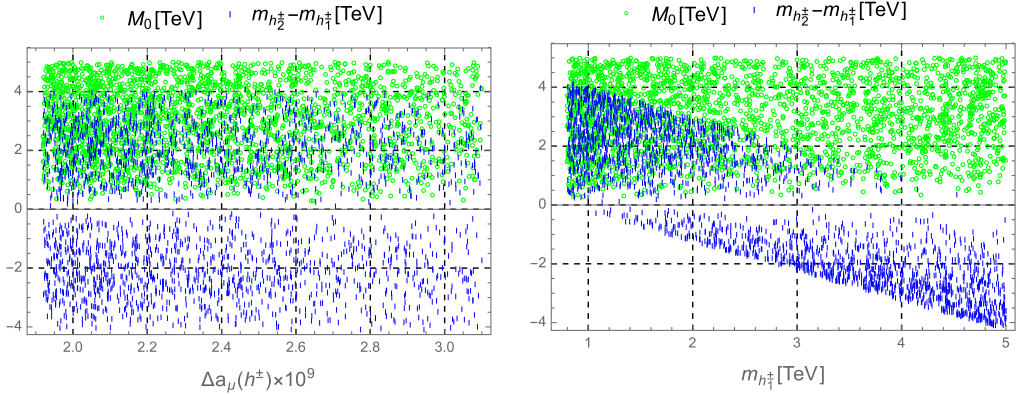 M₀[TeV] m_{h₂^±}−m_{h₁^±}[TeV]
4
2
0
−2
−4
2.0 2.2 2.4 2.6 2.8 3.0
Δa_μ(h^±)×10⁹
M₀[TeV] m_{h₂^±}−m_{h₁^±}[TeV]
4
2
0
−2
−4
1 2 3 4 5
m_{h₁^±}[TeV]